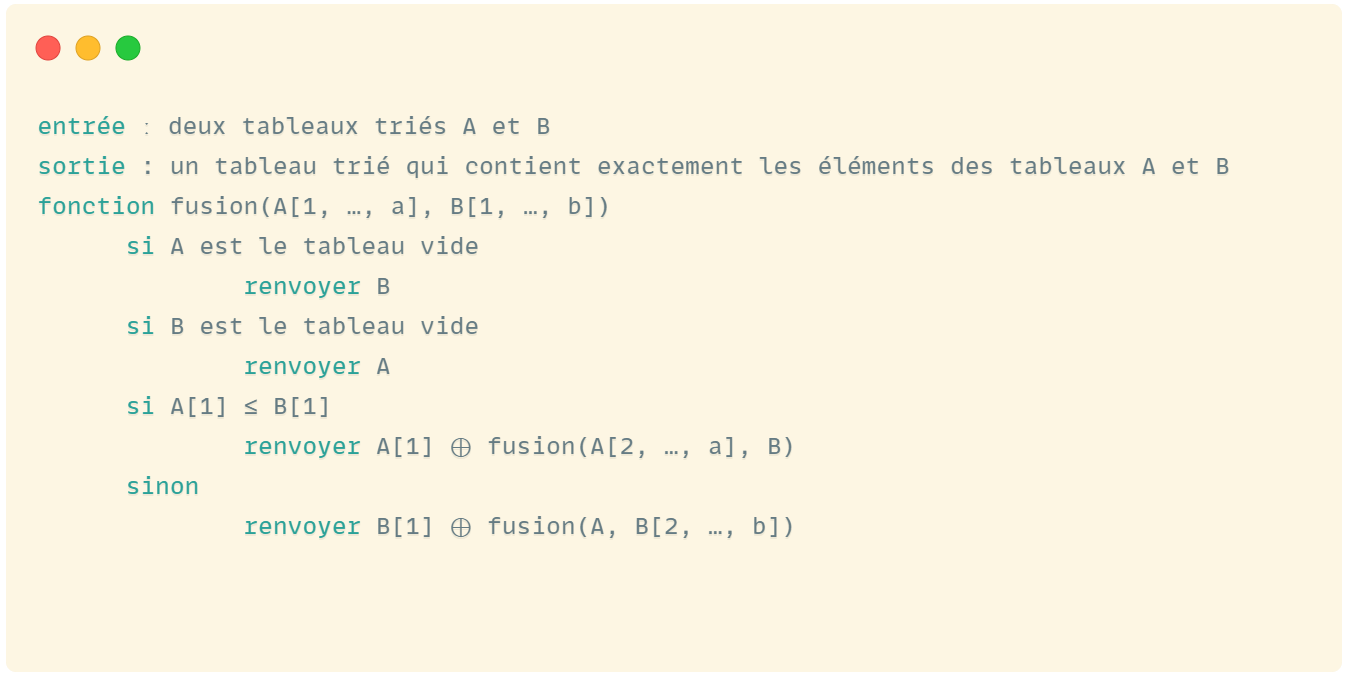 entrée : deux tableaux triés A et B
sortie : un tableau trié qui contient exactement les éléments des tableaux A et B
fonction fusion(A[1, …, a], B[1, …, b])
si A est le tableau vide
renvoyer B
si B est le tableau vide
renvoyer A
si A[1] ≤ B[1]
renvoyer A[1] ⊕ fusion(A[2, …, a], B)
sinon
renvoyer B[1] ⊕ fusion(A, B[2, …, b])